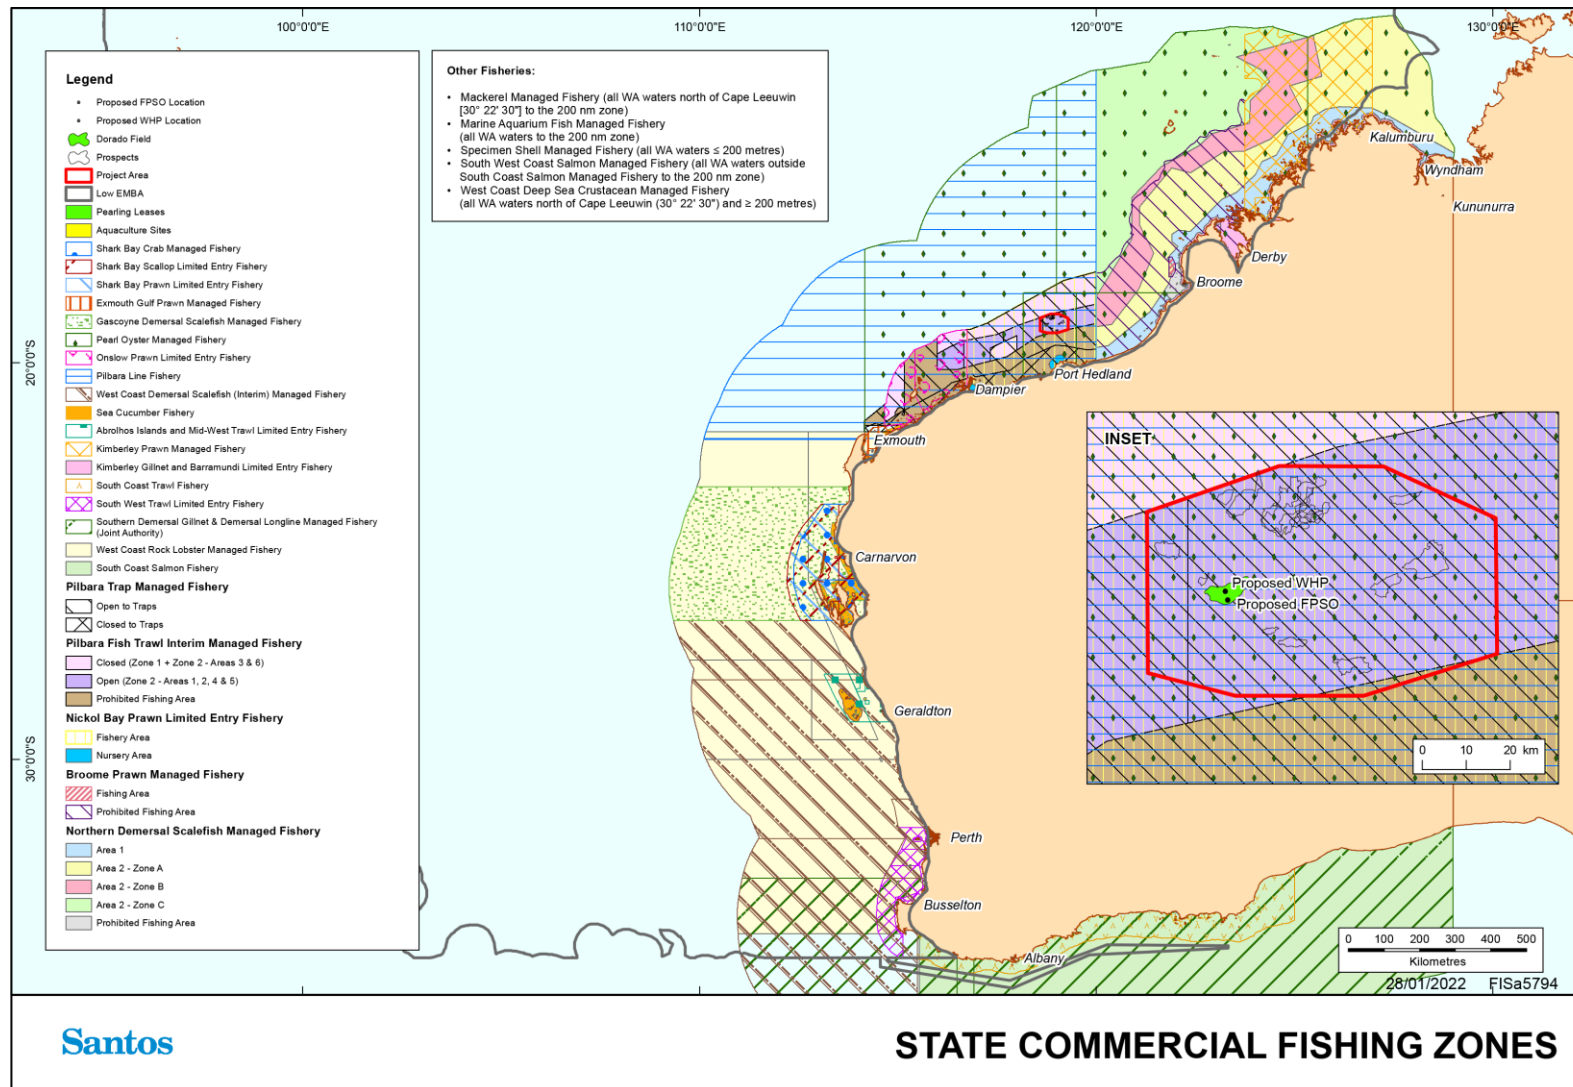 100°0'0"E
110°0'0"E
120°0'0"E
130°0'0"E
20°0'0"S
30°0'0"S
Legend
Proposed FPSO Location
Proposed WHP Location
Dorado Field
Prospects
Project Area
Low EMBA
Pearling Leases
Aquaculture Sites
Shark Bay Crab Managed Fishery
Shark Bay Scallop Limited Entry Fishery
Shark Bay Prawn Limited Entry Fishery
Exmouth Gulf Prawn Managed Fishery
Gascoyne Demersal Scalefish Managed Fishery
Pearl Oyster Managed Fishery
Onslow Prawn Limited Entry Fishery
Pilbara Line Fishery
West Coast Demersal Scalefish (Interim) Managed Fishery
Sea Cucumber Fishery
Abrolhos Islands and Mid-West Trawl Limited Entry Fishery
Kimberley Prawn Managed Fishery
Kimberley Gillnet and Barramundi Limited Entry Fishery
South Coast Trawl Fishery
South West Trawl Limited Entry Fishery
Southern Demersal Gillnet & Demersal Longline Managed Fishery
(Joint Authority)
West Coast Rock Lobster Managed Fishery
South Coast Salmon Fishery
Pilbara Trap Managed Fishery
Open to Traps
Closed to Traps
Pilbara Fish Trawl Interim Managed Fishery
Closed (Zone 1 + Zone 2 - Areas 3 & 6)
Open (Zone 2 - Areas 1, 2, 4 & 5)
Prohibited Fishing Area
Nickol Bay Prawn Limited Entry Fishery
Fishery Area
Nursery Area
Broome Prawn Managed Fishery
Fishing Area
Prohibited Fishing Area
Northern Demersal Scalefish Managed Fishery
Area 1
Area 2 - Zone A
Area 2 - Zone B
Area 2 - Zone C
Prohibited Fishing Area
Other Fisheries:
• Mackerel Managed Fishery (all WA waters north of Cape Leeuwin
[30° 22' 30"] to the 200 nm zone)
• Marine Aquarium Fish Managed Fishery
(all WA waters to the 200 nm zone)
• Specimen Shell Managed Fishery (all WA waters ≤ 200 metres)
• South West Coast Salmon Managed Fishery (all WA waters outside
South Coast Salmon Managed Fishery to the 200 nm zone)
• West Coast Deep Sea Crustacean Managed Fishery
(all WA waters north of Cape Leeuwin (30° 22' 30") and ≥ 200 metres)
Kalumburu
Wyndham
Kununurra
Derby
Broome
Port Hedland
Dampier
Exmouth
Carnarvon
Geraldton
Perth
Busselton
Albany
INSET
Proposed WHP
Proposed FPSO
0 10 20 km
0 100 200 300 400 500
Kilometres
28/01/2022 FISa5794
Santos
STATE COMMERCIAL FISHING ZONES